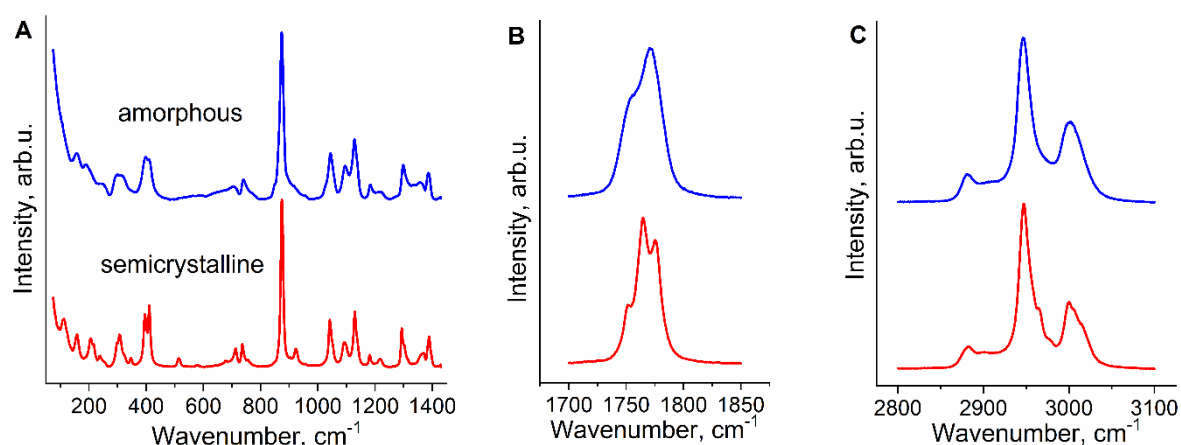 A
Intensity, arb.u.
amorphous
semicrystalline
200 400 600 800 1000 1200 1400
Wavenumber, cm⁻¹
B
Intensity, arb.u.
1700 1750 1800 1850
Wavenumber, cm⁻¹
C
Intensity, arb.u.
2800 2900 3000 3100
Wavenumber, cm⁻¹